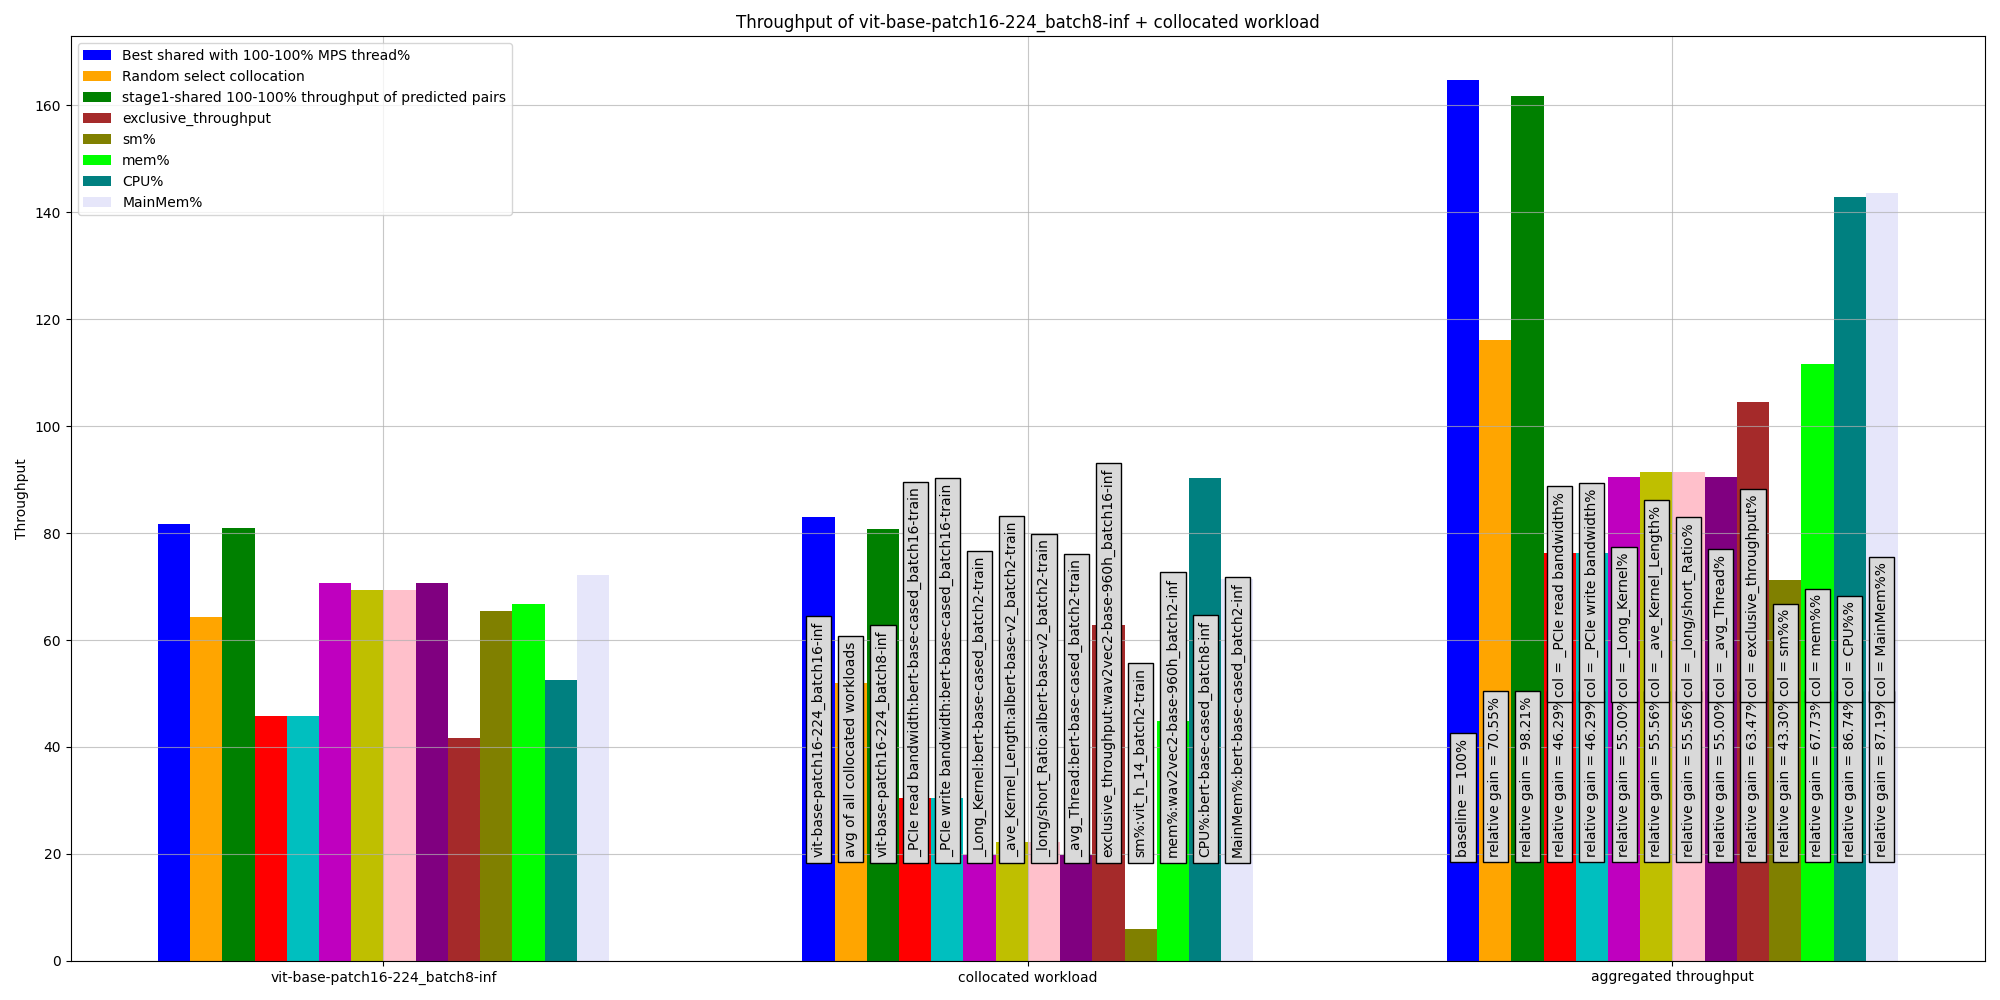 Throughput of vit-base-patch16-224_batch8-inf + collocated workload
Best shared with 100-100% MPS thread%
Random select collocation
stage1-shared 100-100% throughput of predicted pairs
exclusive_throughput
sm%
mem%
CPU%
MainMem%
Throughput
160
140
120
100
80
60
40
20
0
vit-base-patch16-224_batch16-inf
avg of all collocated workloads
vit-base-patch16-224_batch8-inf
_PCIe read bandwidth:bert-base-cased_batch16-train
_PCIe write bandwidth:bert-base-cased_batch16-train
_Long_Kernel:bert-base-cased_batch2-train
_ave_Kernel_Length:albert-base-v2_batch2-train
_long/short_Ratio:albert-base-v2_batch2-train
_avg_Thread:bert-base-cased_batch2-train
exclusive_throughput:wav2vec2-base-960h_batch16-inf
sm%:vit_h_14_batch2-train
mem%:wav2vec2-base-960h_batch2-inf
CPU%:bert-base-cased_batch8-inf
MainMem%:bert-base-cased_batch2-inf
baseline = 100%
relative gain = 70.55%
relative gain = 98.21%
relative gain = 46.29% col = _PCIe read bandwidth%
relative gain = 46.29% col = _PCIe write bandwidth%
relative gain = 55.00% col = _Long_Kernel%
relative gain = 55.56% col = _ave_Kernel_Length%
relative gain = 55.56% col = _long/short_Ratio%
relative gain = 55.00% col = _avg_Thread%
relative gain = 63.47% col = exclusive_throughput%
relative gain = 43.30% col = sm%%
relative gain = 67.73% col = mem%%
relative gain = 86.74% col = CPU%%
relative gain = 87.19% col = MainMem%%
vit-base-patch16-224_batch8-inf
collocated workload
aggregated throughput